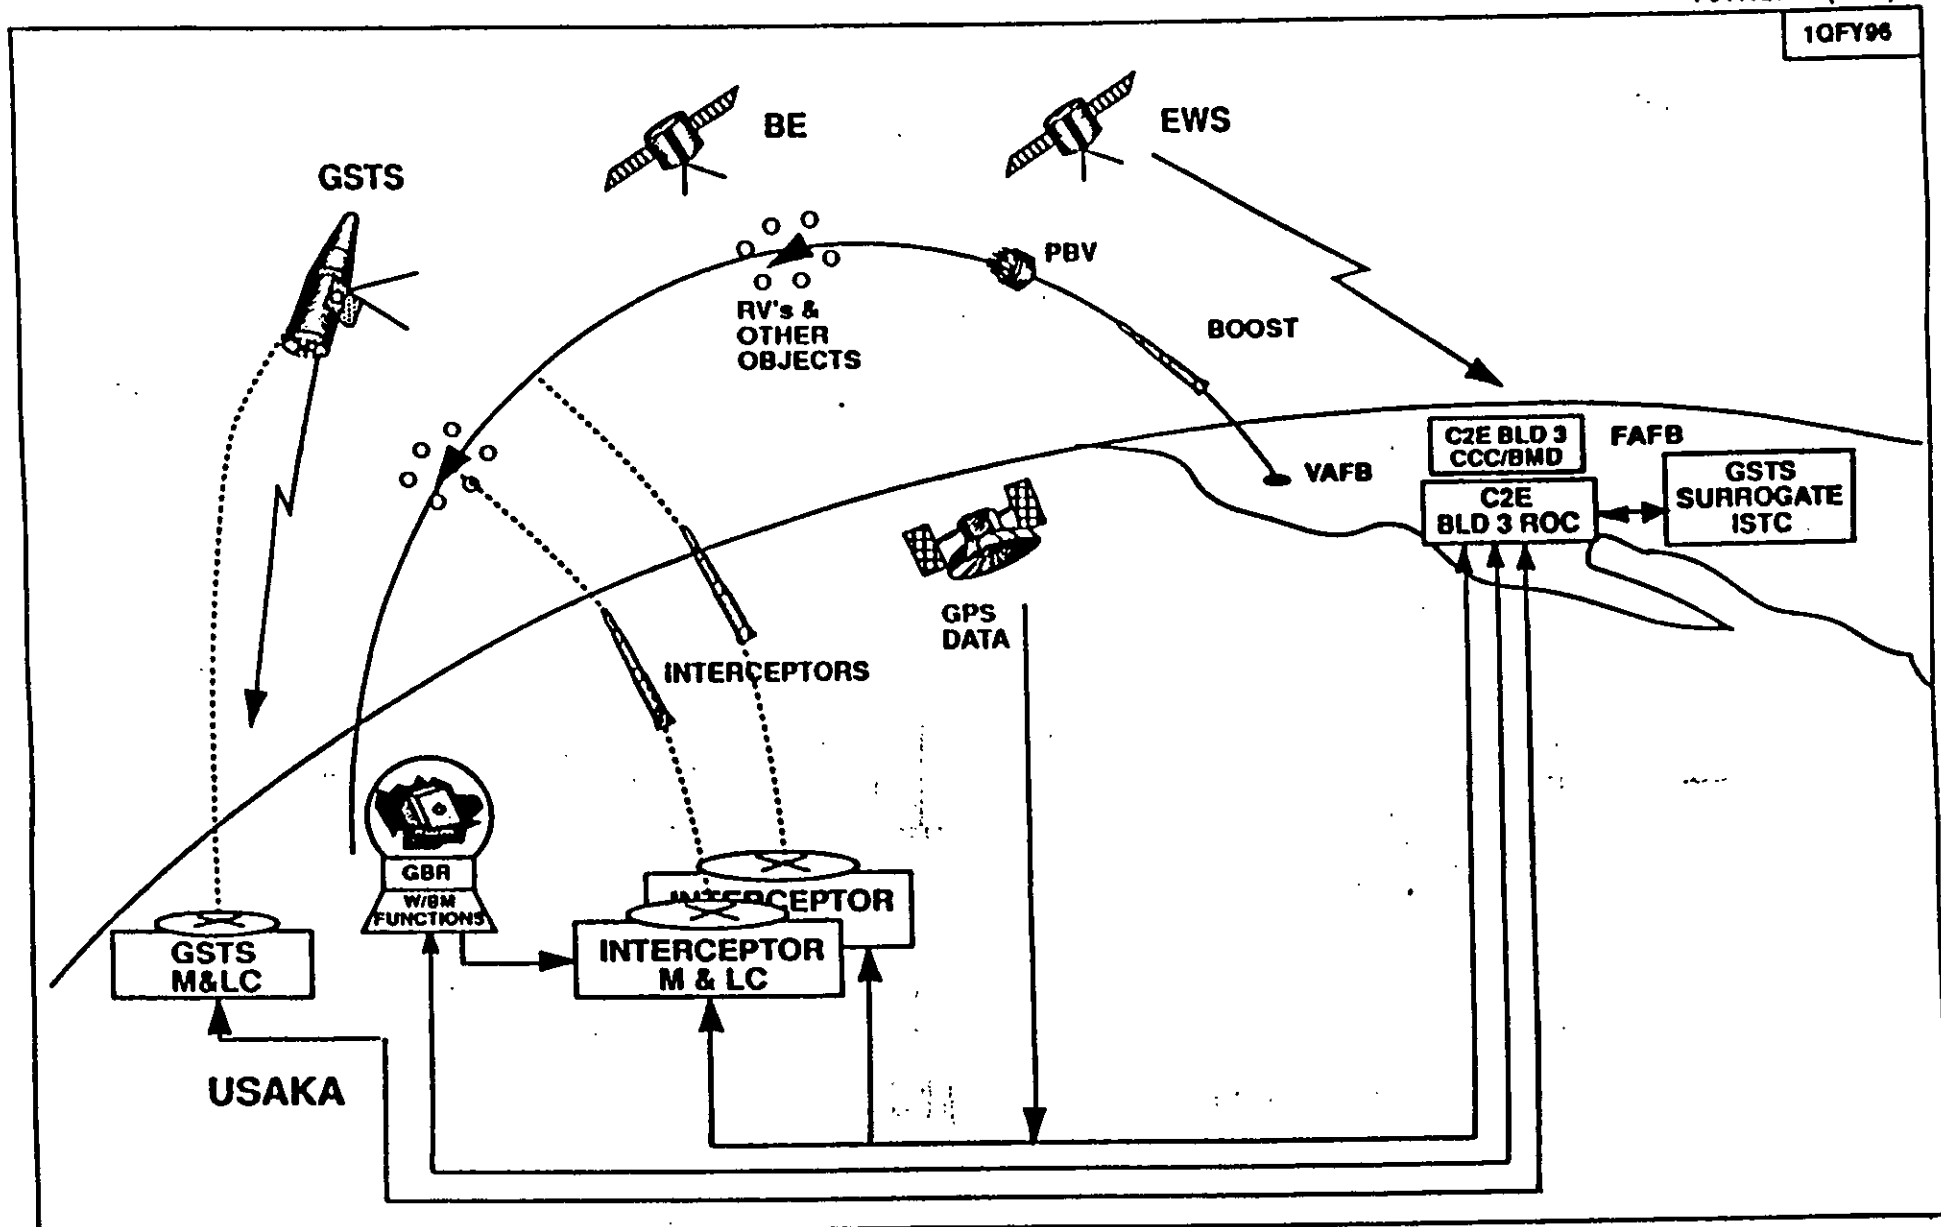 1QFY96
BE
EWS
GSTS
PBV
RV's &
OTHER
OBJECTS
BOOST
C2E BLD 3
CCC/BMD
FAFB
VAFB
GSTS
SURROGATE
ISTC
C2E
BLD 3 ROC
GPS
DATA
INTERCEPTORS
GBR
W/BM
FUNCTIONS
INTERCEPTOR
GSTS
M&LC
INTERCEPTOR
M & LC
USAKA